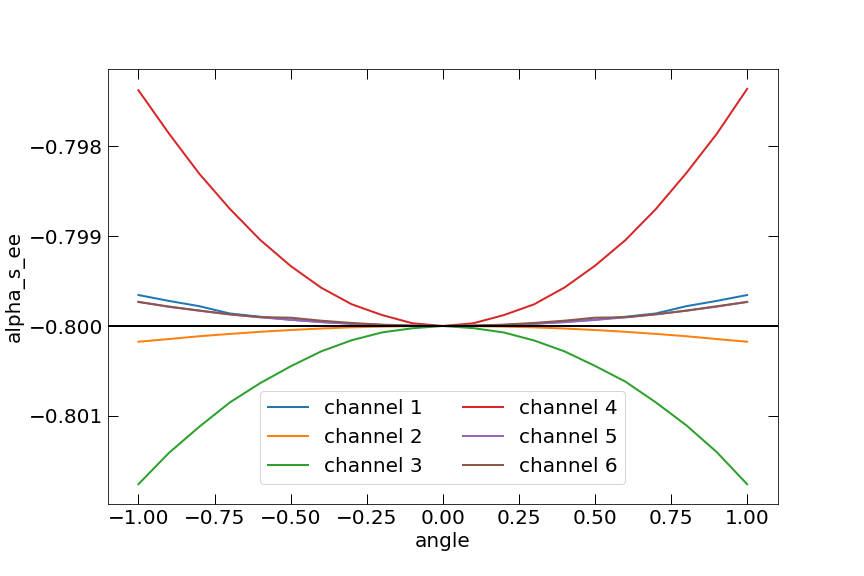 −0.798
−0.799
−0.800
−0.801
alpha_s_ee
channel 1
channel 2
channel 3
channel 4
channel 5
channel 6
−1.00 −0.75 −0.50 −0.25 0.00 0.25 0.50 0.75 1.00
angle